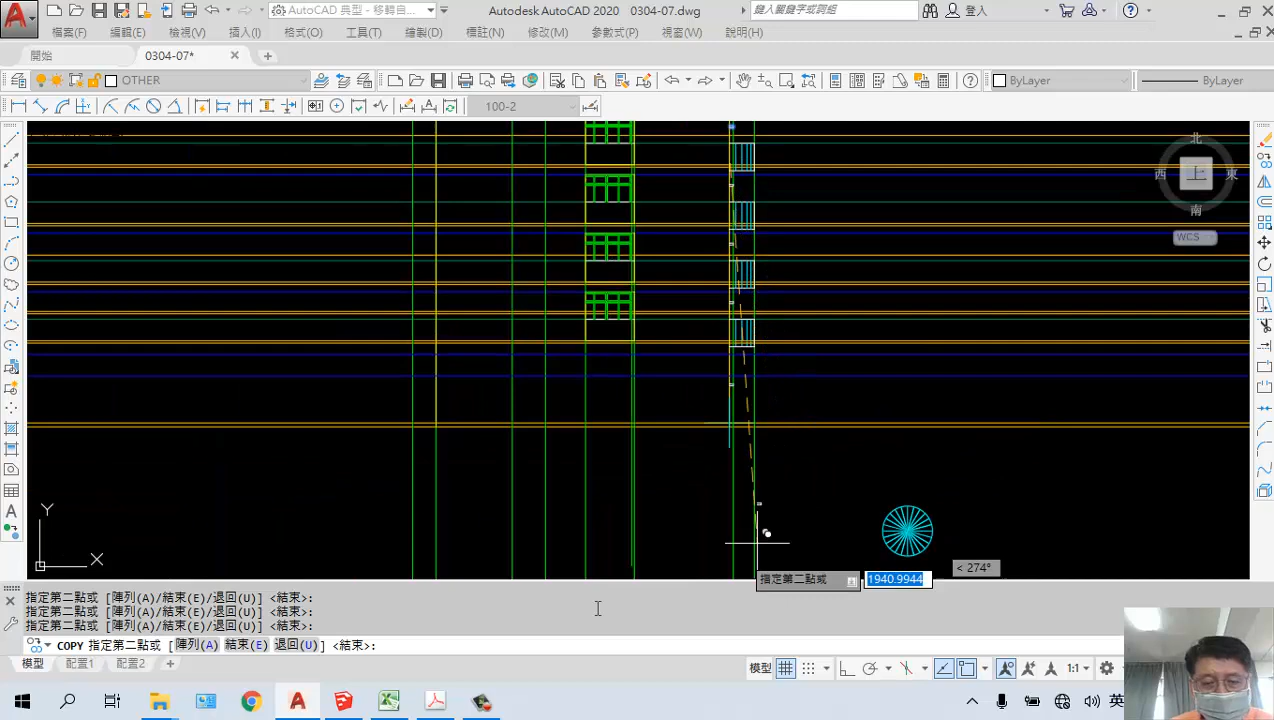 AutoCAD 典型 - 移轉自...
Autodesk AutoCAD 2020 0304-07.dwg
鍵入關鍵字或詞組
登入
檔案(F) 編輯(E) 檢視(V) 插入(I) 格式(O) 工具(T) 繪製(D) 標註(N) 修改(M) 參數式(P) 視窗(W) 說明(H)
開始 0304-07*
OTHER
ByLayer
ByLayer
100-2
北
西 上 東
南
WCS
Y
X
< 274°
指定第二點或 1940.9944
指定第二點或 [陣列(A)/結束(E)/退回(U)] <結束>:
指定第二點或 [陣列(A)/結束(E)/退回(U)] <結束>:
指定第二點或 [陣列(A)/結束(E)/退回(U)] <結束>:
COPY 指定第二點或 [陣列(A) 結束(E) 退回(U)] <結束>:
模型 配置1 配置2 +
模型 1:1
英